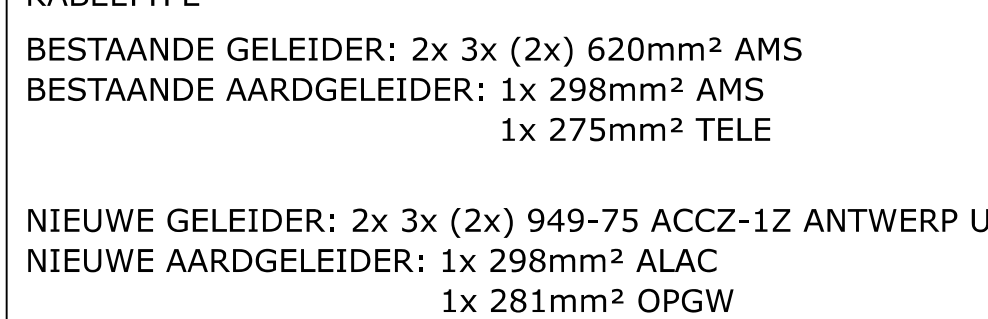 KABELTYPE
BESTAANDE GELEIDER: 2x 3x (2x) 620mm² AMS
BESTAANDE AARDGELEIDER: 1x 298mm² AMS
1x 275mm² TELE
NIEUWE GELEIDER: 2x 3x (2x) 949-75 ACCZ-1Z ANTWERP U
NIEUWE AARDGELEIDER: 1x 298mm² ALAC
1x 281mm² OPGW